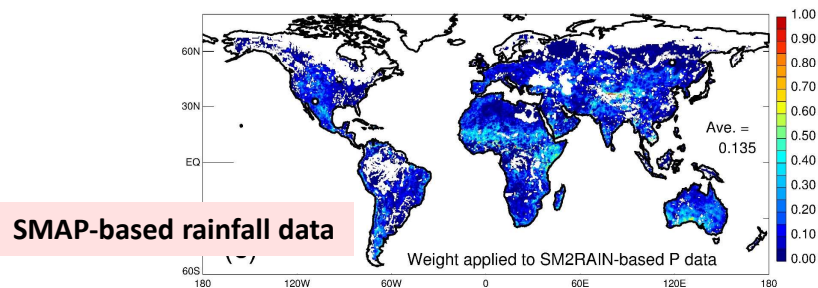 1.00
60N
0.90
0.80
30N
0.70
0.60
Ave. =
0.135
0.50
EQ
0.40
0.30
SMAP-based rainfall data
0.20
0.10
Weight applied to SM2RAIN-based P data
0.00
60S
180 120W 60W 0 60E 120E 180